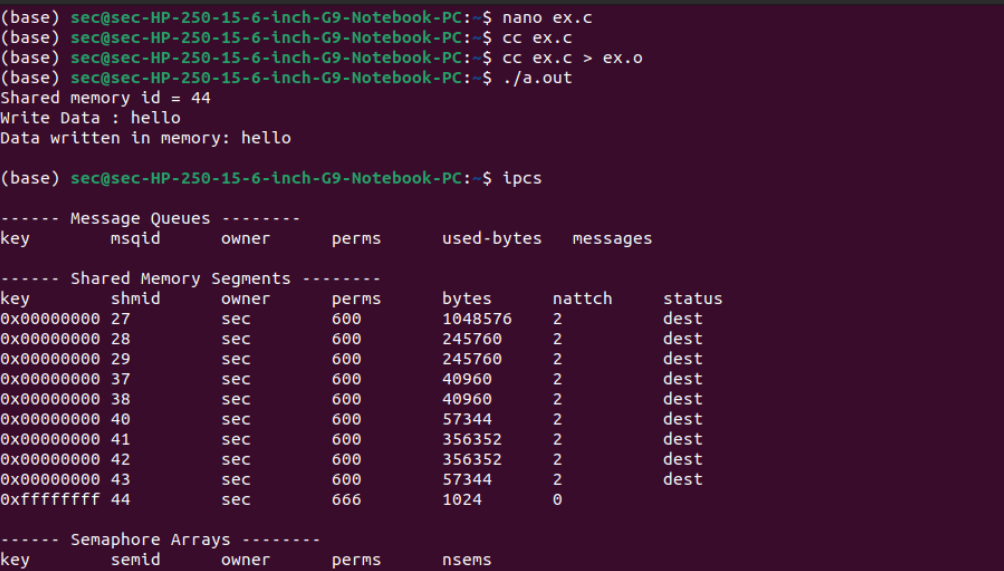 (base) sec@sec-HP-250-15-6-inch-G9-Notebook-PC:~$ nano ex.c
(base) sec@sec-HP-250-15-6-inch-G9-Notebook-PC:~$ cc ex.c
(base) sec@sec-HP-250-15-6-inch-G9-Notebook-PC:~$ cc ex.c > ex.o
(base) sec@sec-HP-250-15-6-inch-G9-Notebook-PC:~$ ./a.out
Shared memory id = 44
Write Data : hello
Data written in memory: hello
(base) sec@sec-HP-250-15-6-inch-G9-Notebook-PC:~$ ipcs
------ Message Queues --------
key        msqid      owner      perms      used-bytes   messages
------ Shared Memory Segments --------
key        shmid      owner      perms      bytes      nattch     status
0x00000000 27         sec        600        1048576    2          dest
0x00000000 28         sec        600        245760     2          dest
0x00000000 29         sec        600        245760     2          dest
0x00000000 37         sec        600        40960      2          dest
0x00000000 38         sec        600        40960      2          dest
0x00000000 40         sec        600        57344      2          dest
0x00000000 41         sec        600        356352     2          dest
0x00000000 42         sec        600        356352     2          dest
0x00000000 43         sec        600        57344      2          dest
0xffffffff 44         sec        666        1024       0
------ Semaphore Arrays --------
key        semid      owner      perms      nsems